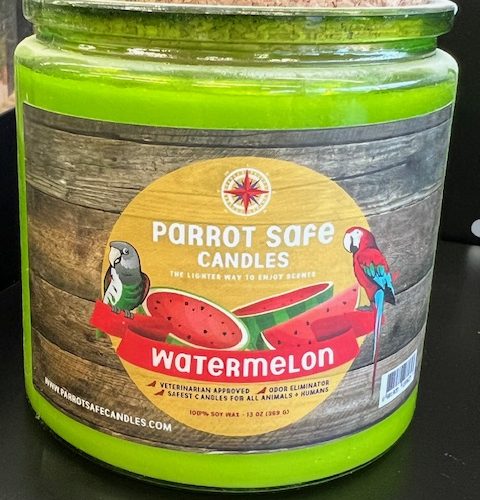 PARROT SAFE
CANDLES
THE LIGHTER WAY TO ENJOY SCENTS
WATERMELON
VETERINARIAN APPROVED ODOR ELIMINATOR
SAFEST CANDLES FOR ALL ANIMALS + HUMANS
100% SOY WAX - 13 OZ (369 G)
WWW.PARROTSAFECANDLES.COM